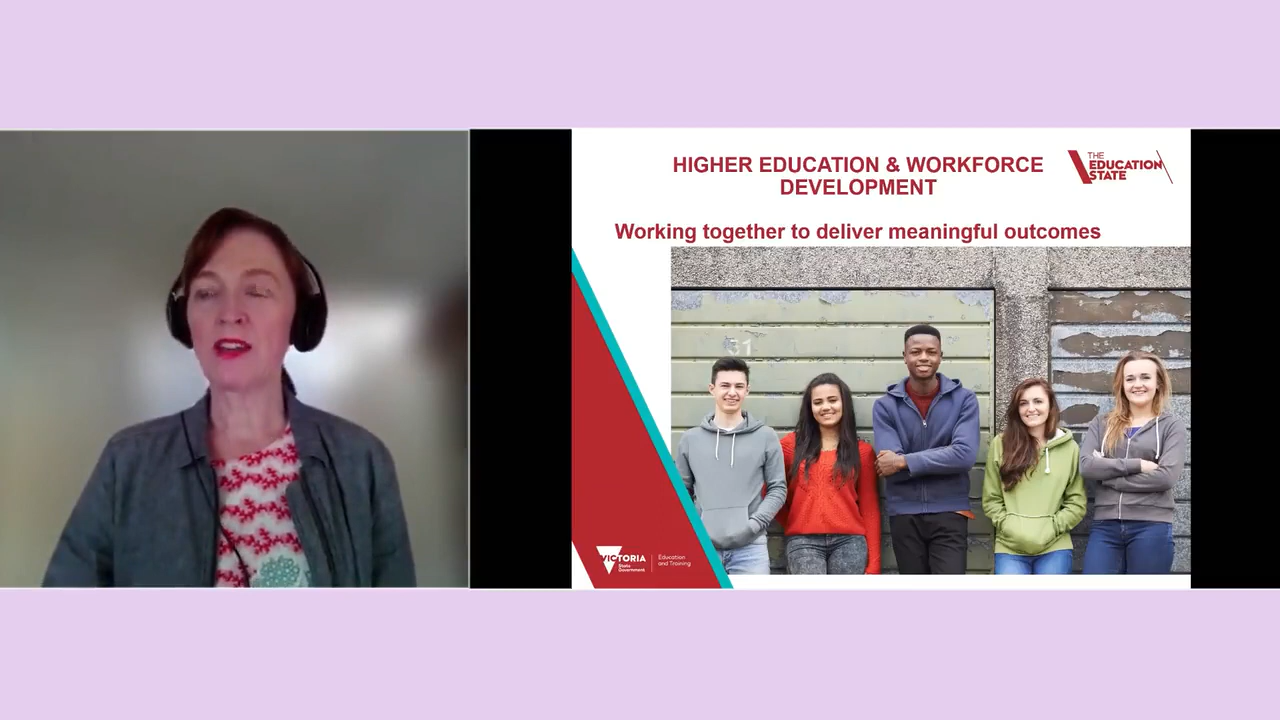 HIGHER EDUCATION & WORKFORCE
DEVELOPMENT
THE
EDUCATION
STATE
Working together to deliver meaningful outcomes
31
VICTORIA
State
Government
Education
and Training